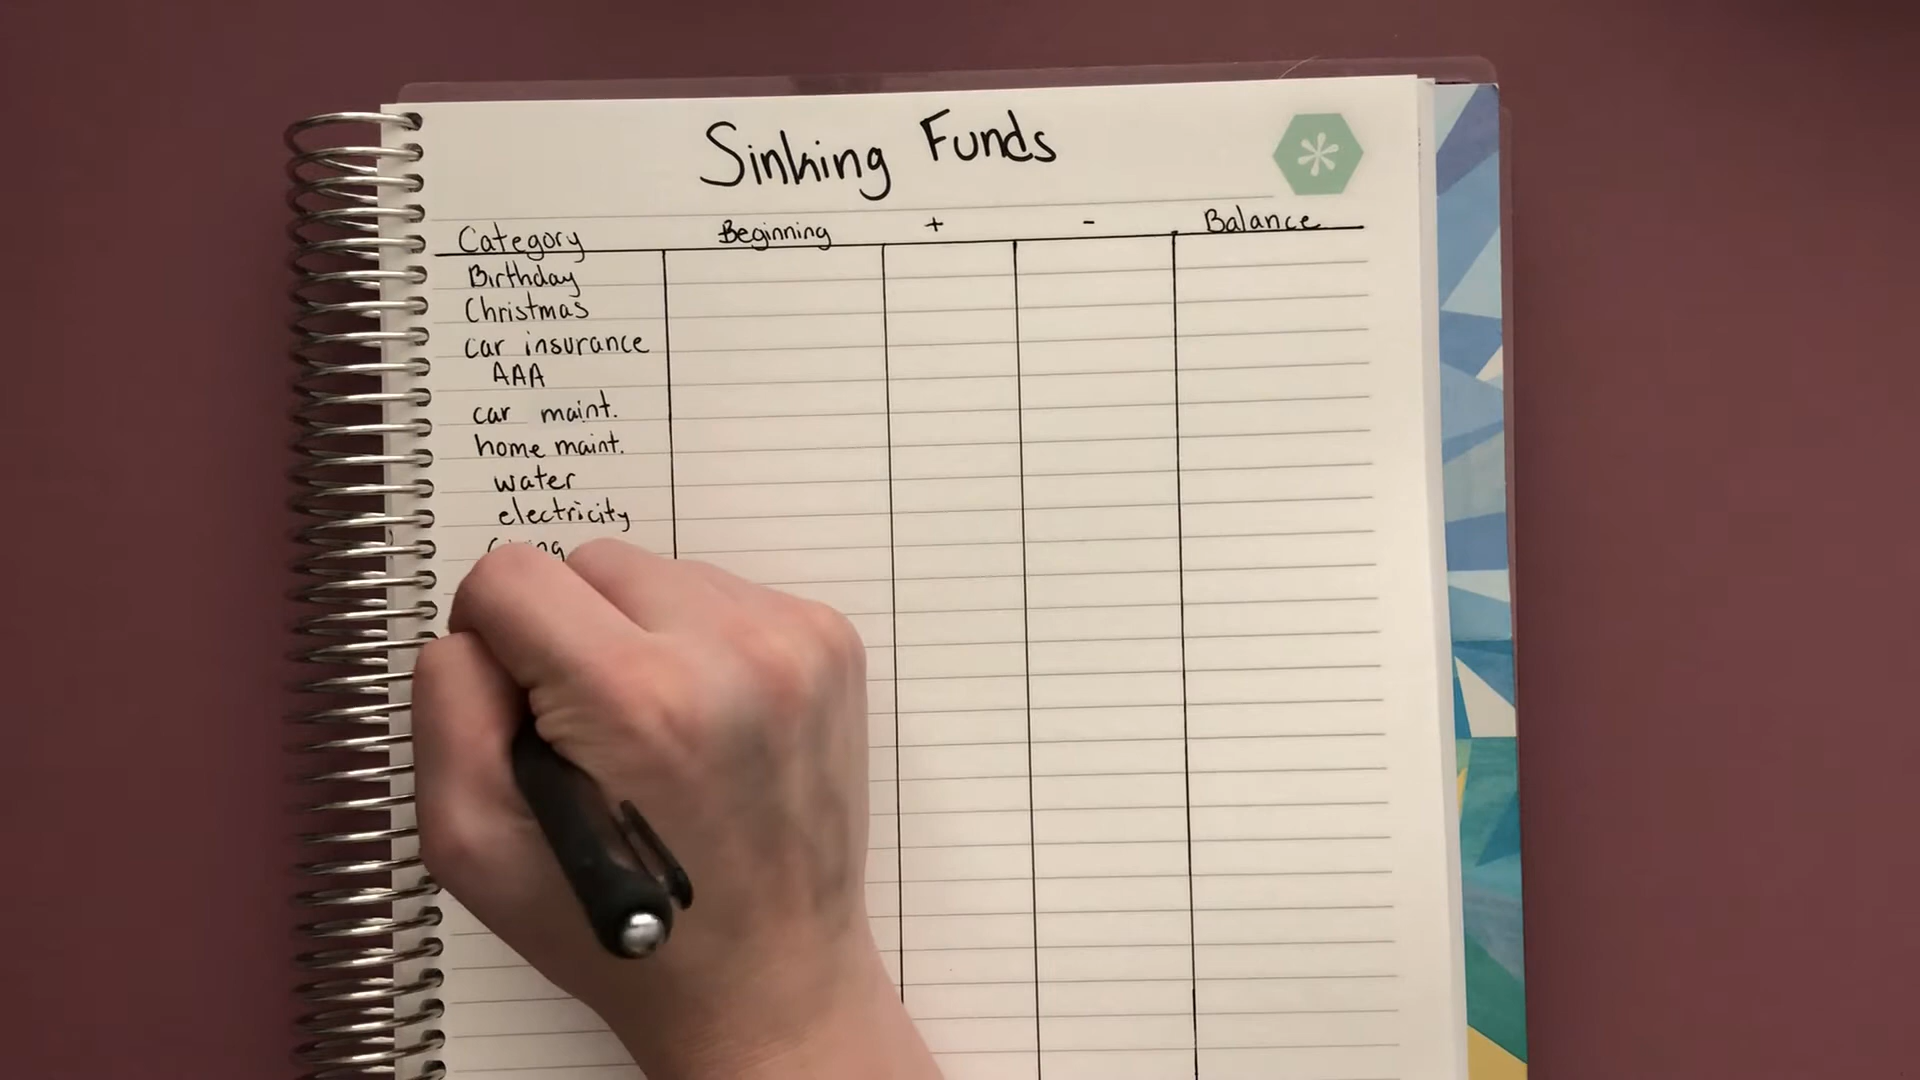 Sinking Funds
Category Beginning + - Balance
Birthday
Christmas
car insurance
AAA
car maint.
home maint.
water
electricity